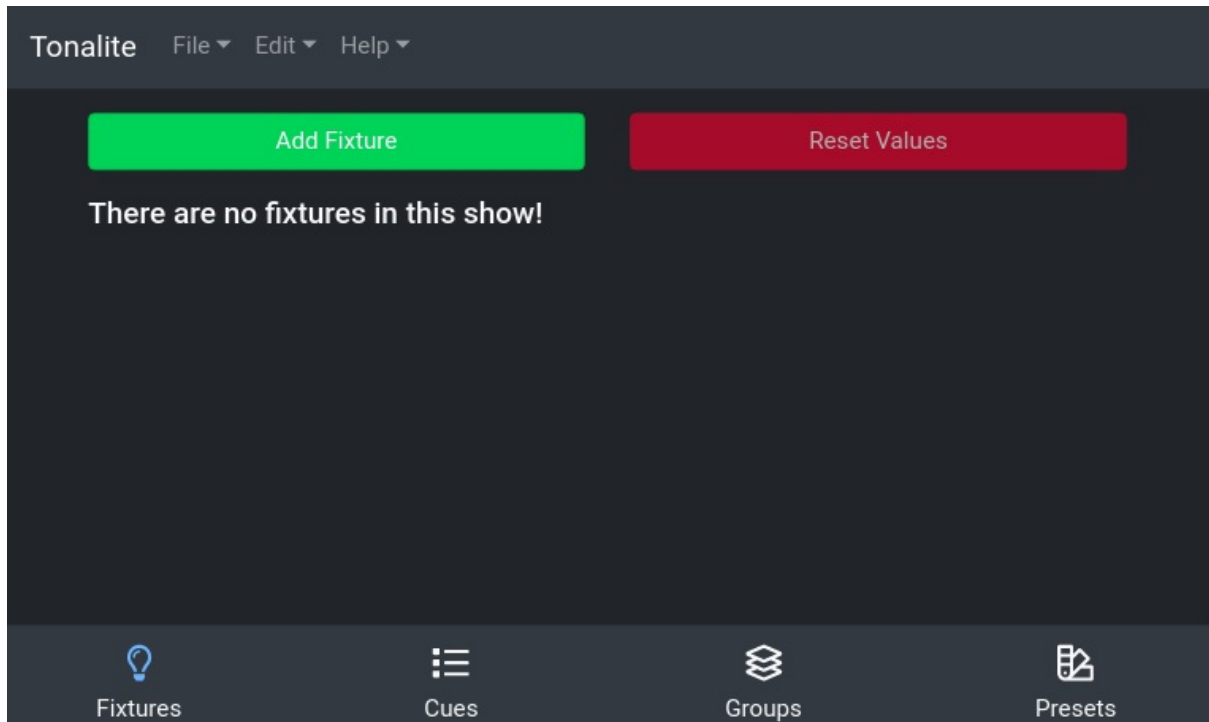 Tonalite File Edit Help
Add Fixture Reset Values
There are no fixtures in this show!
Fixtures Cues Groups Presets